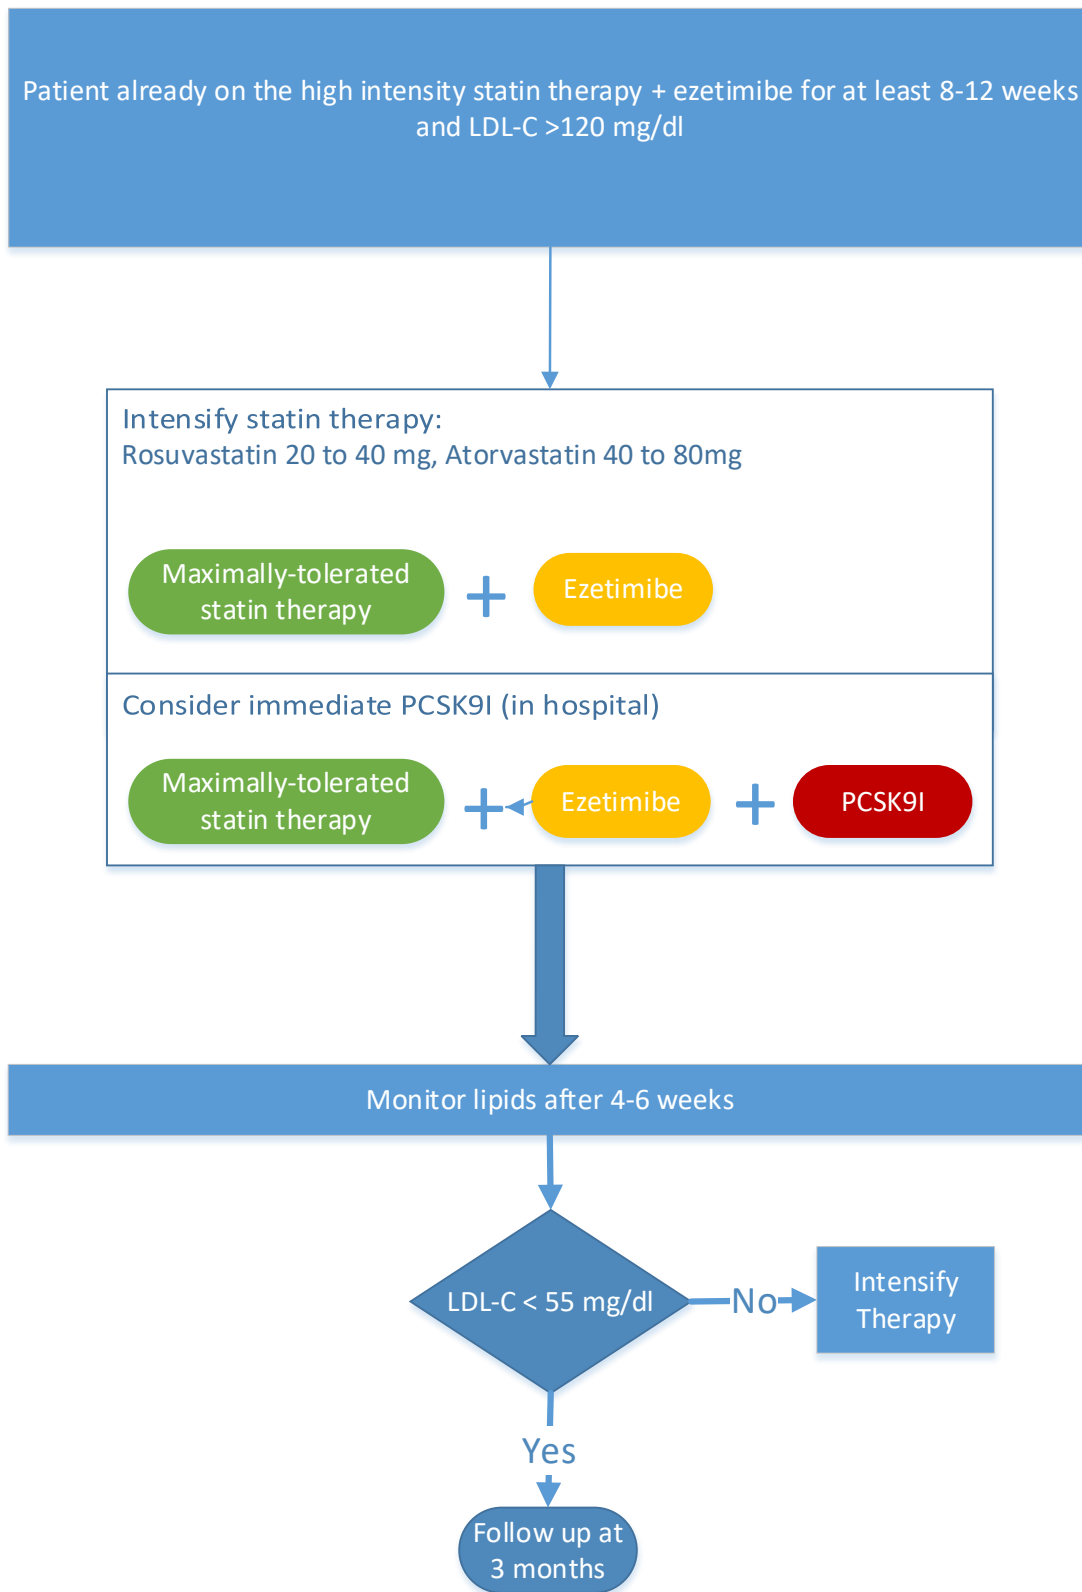 Patient already on the high intensity statin therapy + ezetimibe for at least 8-12 weeks
and LDL-C >120 mg/dl
Intensify statin therapy:
Rosuvastatin 20 to 40 mg, Atorvastatin 40 to 80mg
Maximally-tolerated
statin therapy
+
Ezetimibe
Consider immediate PCSK9I (in hospital)
Maximally-tolerated
statin therapy
+
Ezetimibe
+
PCSK9I
Monitor lipids after 4-6 weeks
LDL-C < 55 mg/dl
No
Intensify
Therapy
Yes
Follow up at
3 months